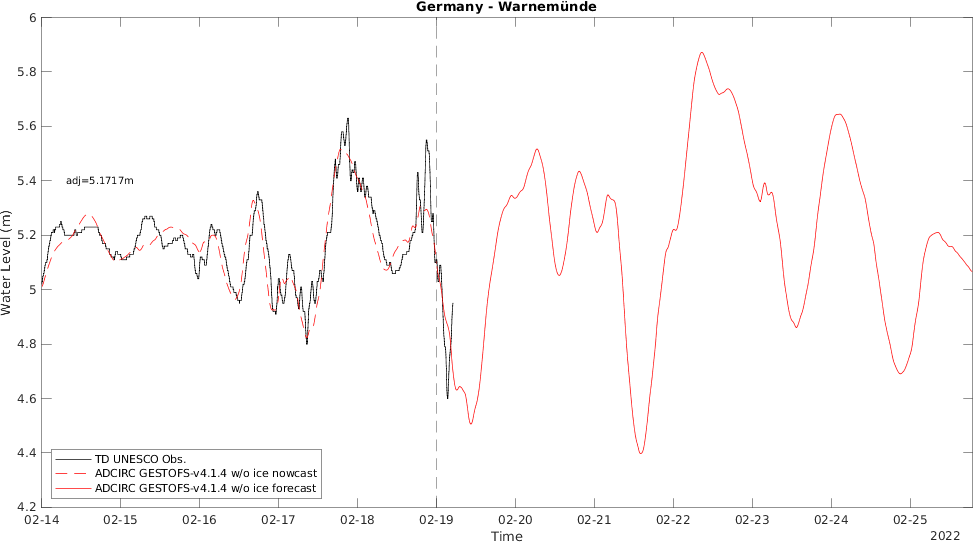 Germany - Warnemünde
6
5.8
5.6
5.4
5.2
5
4.8
4.6
4.4
4.2
Water Level (m)
adj=5.1717m
TD UNESCO Obs.
ADCIRC GESTOFS-v4.1.4 w/o ice nowcast
ADCIRC GESTOFS-v4.1.4 w/o ice forecast
02-14 02-15 02-16 02-17 02-18 02-19 02-20 02-21 02-22 02-23 02-24 02-25
Time
2022